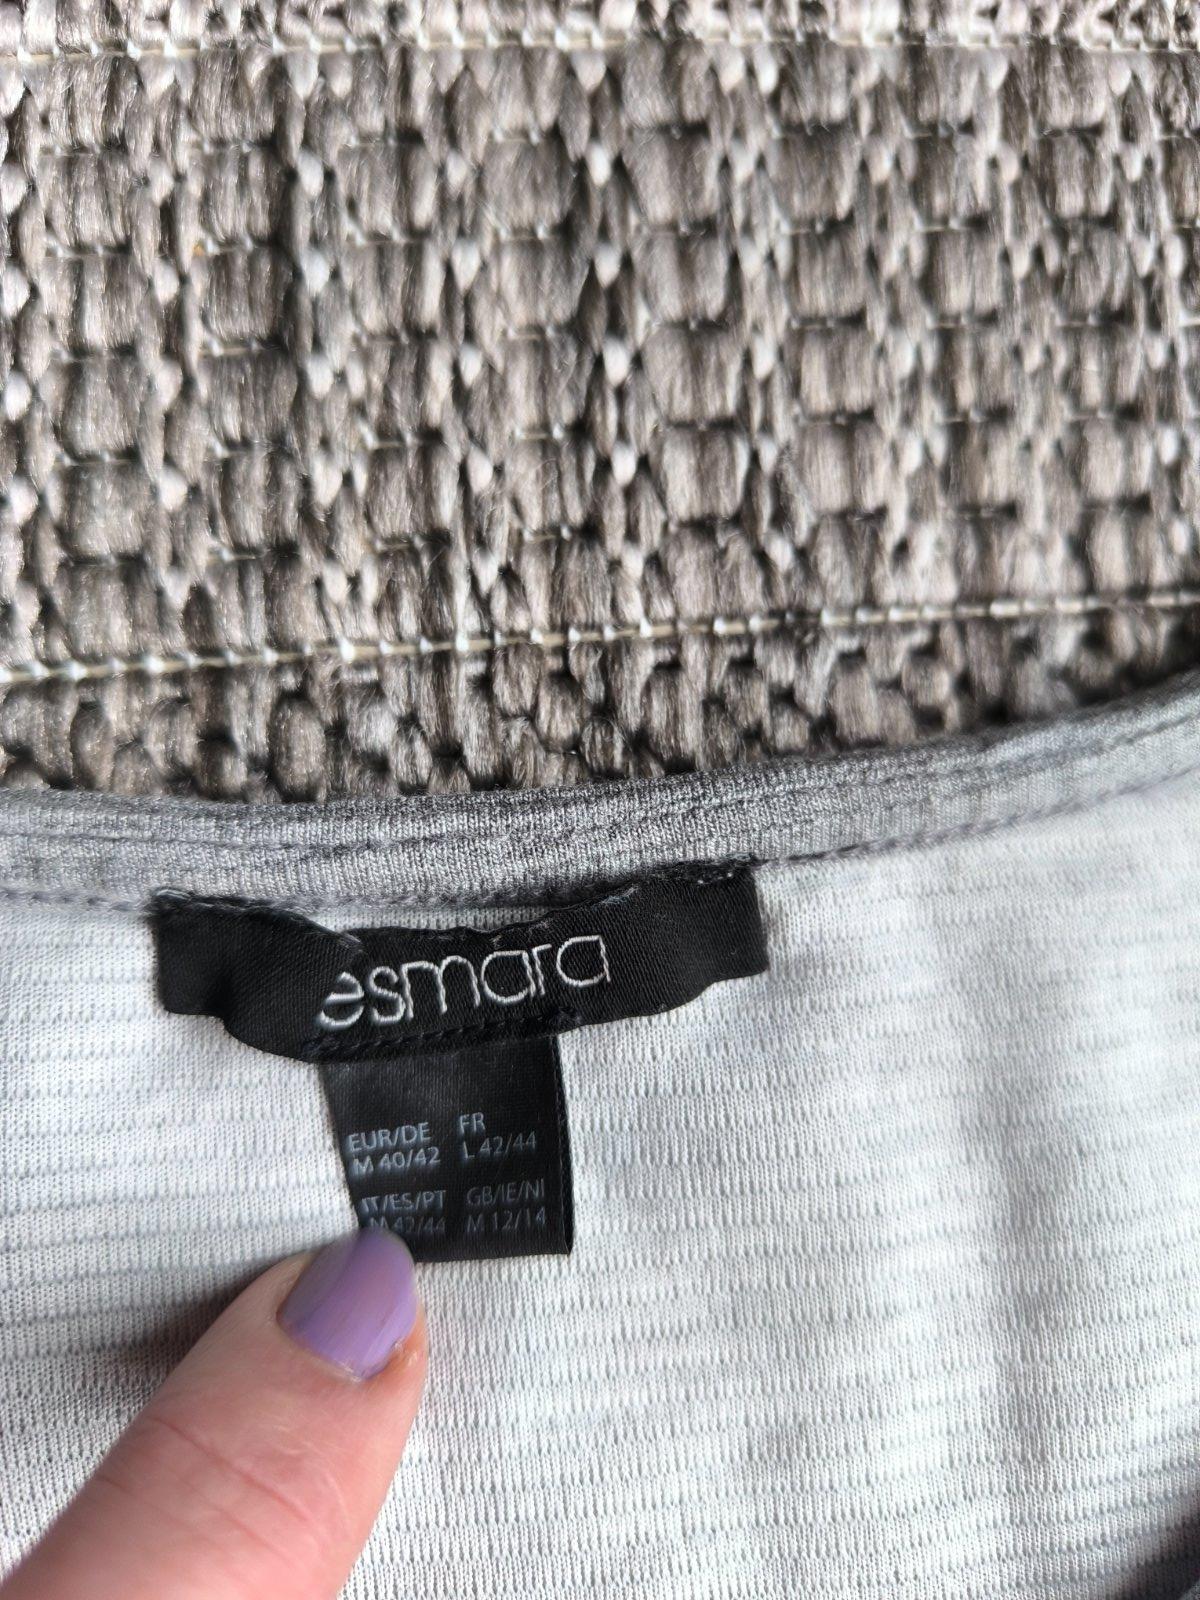 esmara
EUR/DE FR
M 40/42 L 42/44
IT/ES/PT GB/IE/NI
M 42/44 M 12/14